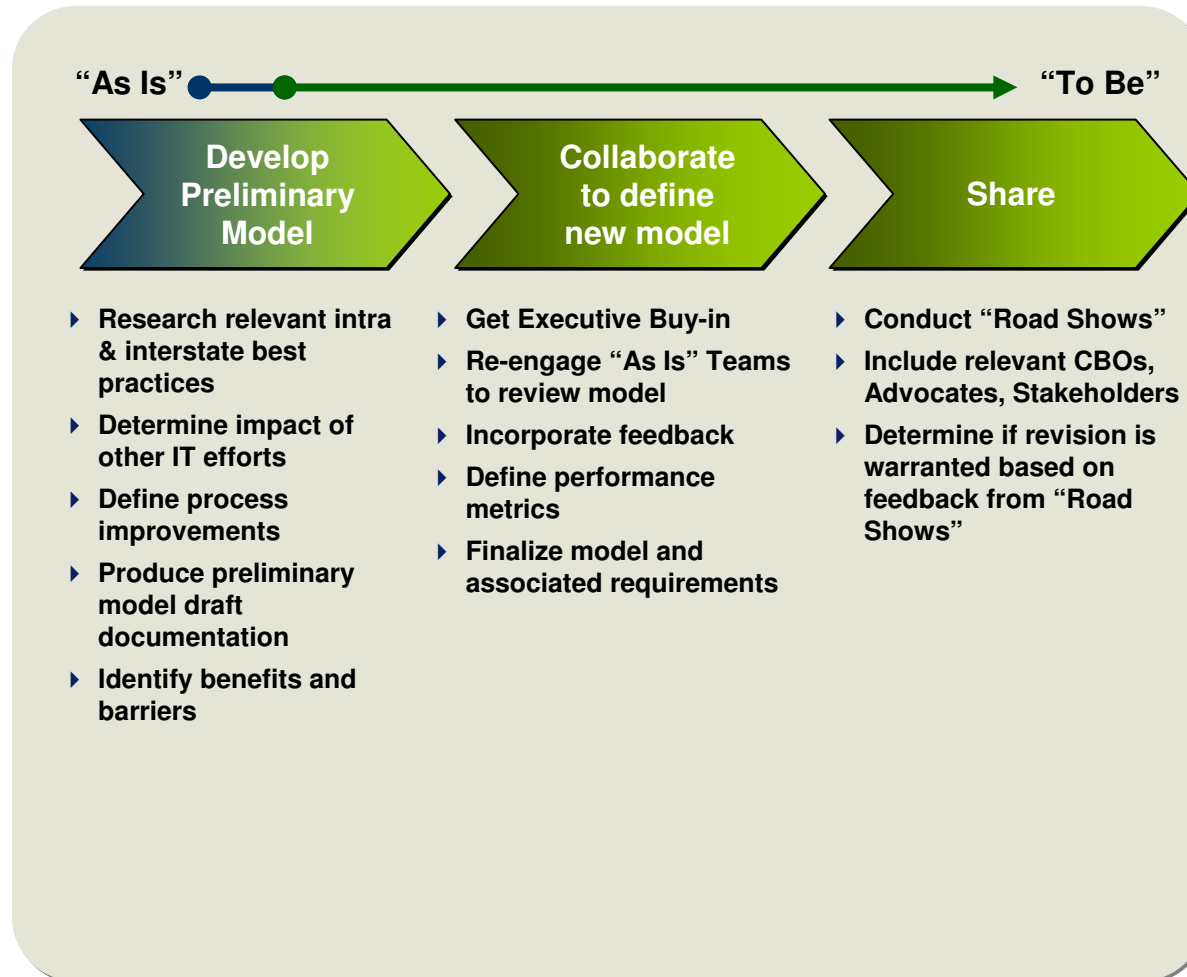 “As Is”
“To Be”
Develop
Preliminary
Model
Collaborate
to define
new model
Share
Research relevant intra
& interstate best
practices
Determine impact of
other IT efforts
Define process
improvements
Produce preliminary
model draft
documentation
Identify benefits and
barriers
Get Executive Buy-in
Re-engage “As Is” Teams
to review model
Incorporate feedback
Define performance
metrics
Finalize model and
associated requirements
Conduct “Road Shows”
Include relevant CBOs,
Advocates, Stakeholders
Determine if revision is
warranted based on
feedback from “Road
Shows”